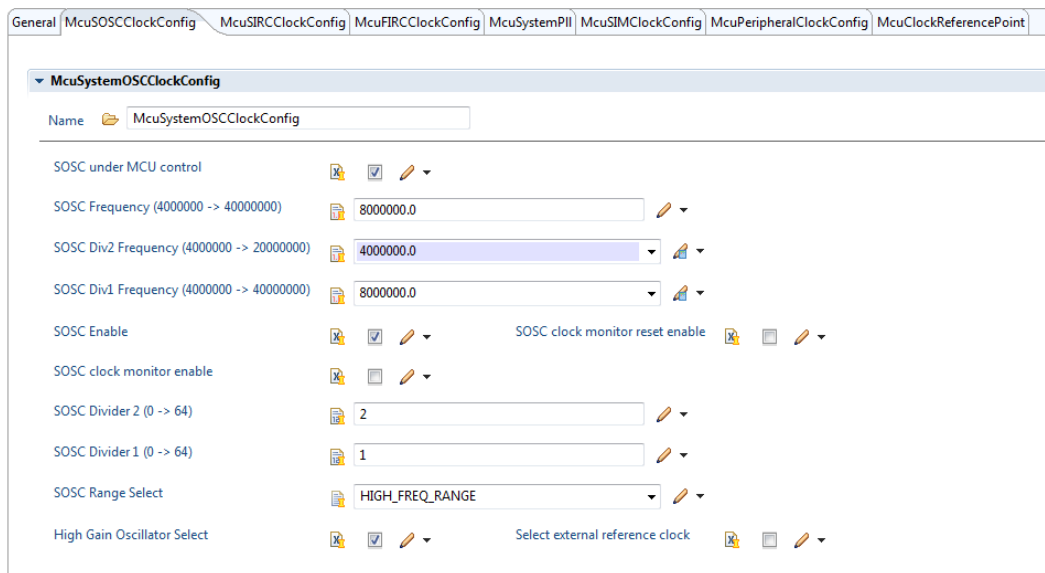 General McuSOSCClockConfig McuSIRCClockConfig McuFIRCClockConfig McuSystemPll McuSIMClockConfig McuPeripheralClockConfig McuClockReferencePoint
McuSystemOSCClockConfig
Name McuSystemOSCClockConfig
SOSC under MCU control
SOSC Frequency (4000000 -> 40000000) 8000000.0
SOSC Div2 Frequency (4000000 -> 20000000) 4000000.0
SOSC Div1 Frequency (4000000 -> 40000000) 8000000.0
SOSC Enable SOSC clock monitor reset enable
SOSC clock monitor enable
SOSC Divider 2 (0 -> 64) 2
SOSC Divider 1 (0 -> 64) 1
SOSC Range Select HIGH_FREQ_RANGE
High Gain Oscillator Select Select external reference clock